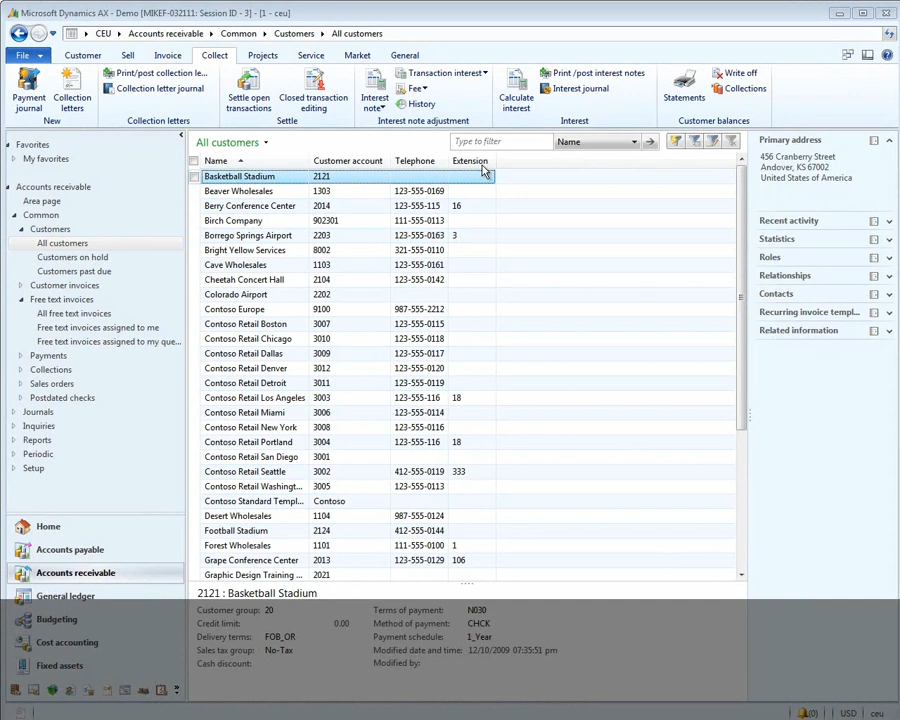 Microsoft Dynamics AX - Demo [MIKEF-032111: Session ID - 3] - [1 - ceu]
CEU Accounts receivable Common Customers All customers
File Customer Sell Invoice Collect Projects Service Market General
Payment journal
Collection letters
New
Print/post collection le...
Collection letter journal
Collection letters
Settle open transactions
Closed transaction editing
Settle
Interest note
Transaction interest
Fee
History
Interest note adjustment
Calculate interest
Print /post interest notes
Interest journal
Interest
Statements
Write off
Collections
Customer balances
Favorites
My favorites
Accounts receivable
Area page
Common
Customers
All customers
Customers on hold
Customers past due
Customer invoices
Free text invoices
All free text invoices
Free text invoices assigned to me
Free text invoices assigned to my que...
Payments
Collections
Sales orders
Postdated checks
Journals
Inquiries
Reports
Periodic
Setup
Home
Accounts payable
Accounts receivable
General ledger
Budgeting
Cost accounting
Fixed assets
All customers
Type to filter
Name
Name Customer account Telephone Extension
Basketball Stadium 2121
Beaver Wholesales 1303 123-555-0169
Berry Conference Center 2014 123-555-115 16
Birch Company 902301 111-555-0113
Borrego Springs Airport 2203 123-555-0163 3
Bright Yellow Services 8002 321-555-0110
Cave Wholesales 1103 123-555-0161
Cheetah Concert Hall 2104 123-555-0142
Colorado Airport 2202
Contoso Europe 9100 987-555-2212
Contoso Retail Boston 3007 123-555-0115
Contoso Retail Chicago 3010 123-555-0118
Contoso Retail Dallas 3009 123-555-0117
Contoso Retail Denver 3012 123-555-0120
Contoso Retail Detroit 3011 123-555-0119
Contoso Retail Los Angeles 3003 123-555-116 18
Contoso Retail Miami 3006 123-555-0114
Contoso Retail New York 3008 123-555-0116
Contoso Retail Portland 3004 123-555-116 18
Contoso Retail San Diego 3001
Contoso Retail Seattle 3002 412-555-0119 333
Contoso Retail Washingt... 3005 123-555-0113
Contoso Standard Templ... Contoso
Desert Wholesales 1104 987-555-0124
Football Stadium 2124 412-555-0144
Forest Wholesales 1101 111-555-0100 1
Grape Conference Center 2013 123-555-0129 106
Graphic Design Training ... 2021
2121 : Basketball Stadium
Customer group: 20 Terms of payment: N030
Credit limit: 0.00 Method of payment: CHCK
Delivery terms: FOB_OR Payment schedule: 1_Year
Sales tax group: No-Tax Modified date and time: 12/10/2009 07:35:51 pm
Cash discount: Modified by:
Primary address
456 Cranberry Street
Andover, KS 67002
United States of America
Recent activity
Statistics
Roles
Relationships
Contacts
Recurring invoice templ...
Related information
(0) USD ceu